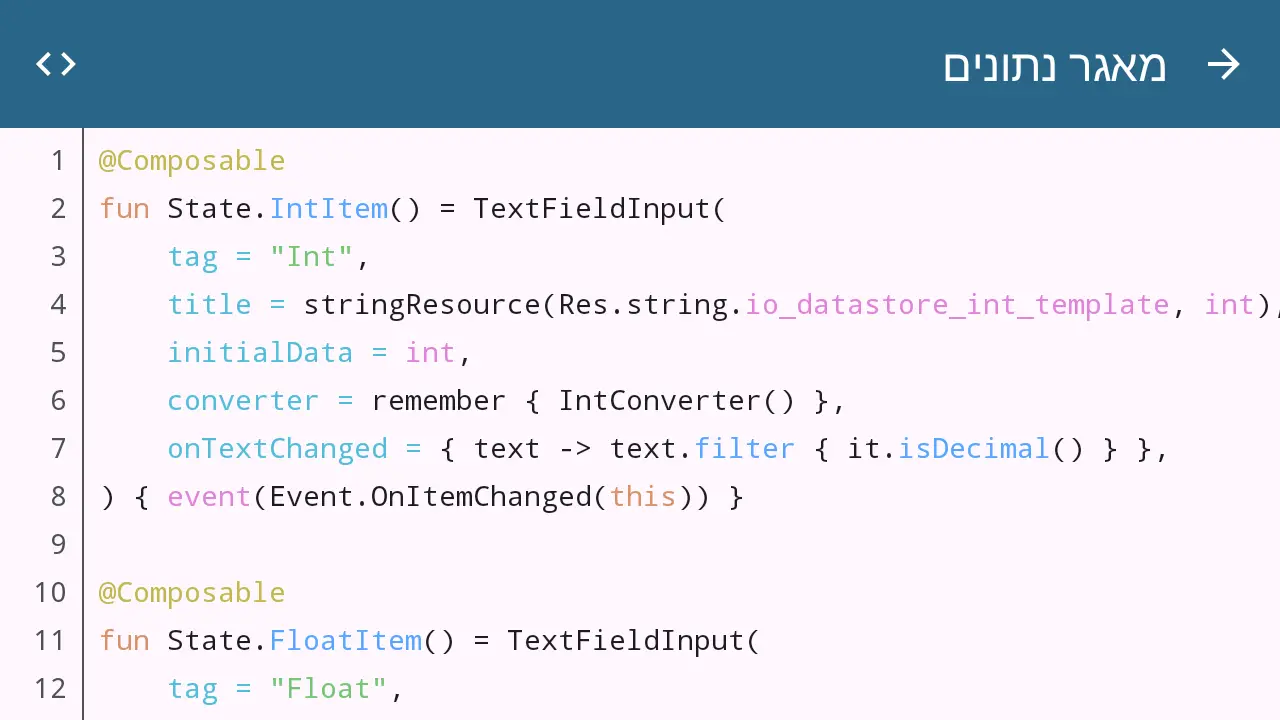 מאגר נתונים
1 @Composable
2 fun State.IntItem() = TextFieldInput(
3     tag = "Int",
4     title = stringResource(Res.string.io_datastore_int_template, int),
5     initialData = int,
6     converter = remember { IntConverter() },
7     onTextChanged = { text -> text.filter { it.isDecimal() } },
8 ) { event(Event.OnItemChanged(this)) }
9
10 @Composable
11 fun State.FloatItem() = TextFieldInput(
12     tag = "Float",